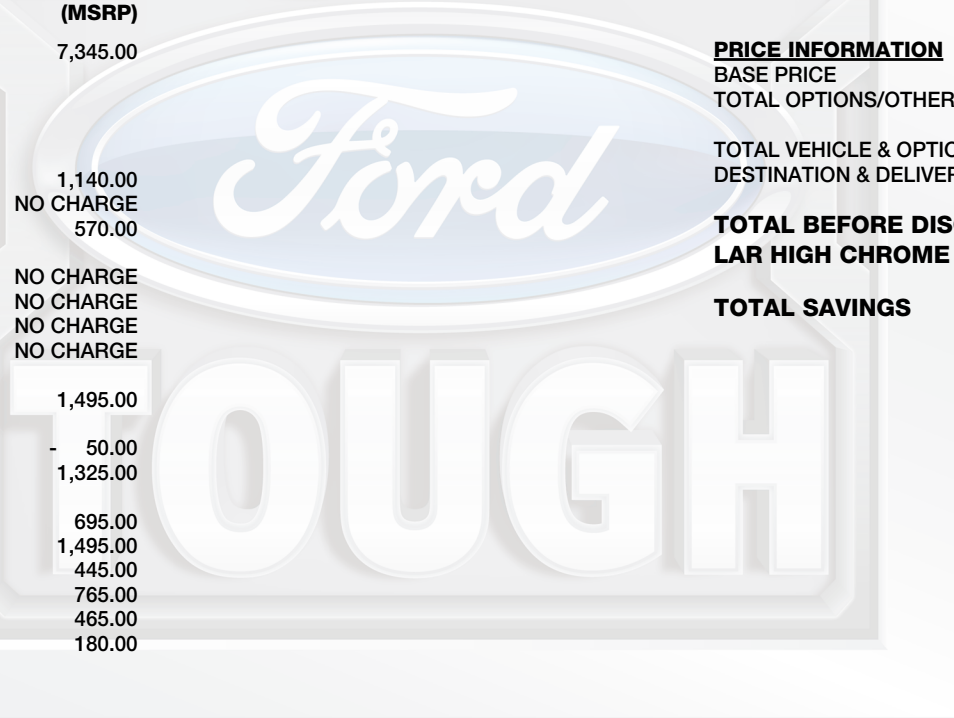 (MSRP)
7,345.00
1,140.00
NO CHARGE
570.00
NO CHARGE
NO CHARGE
NO CHARGE
NO CHARGE
1,495.00
- 50.00
1,325.00
695.00
1,495.00
445.00
765.00
465.00
180.00
PRICE INFORMATION
BASE PRICE
TOTAL OPTIONS/OTHER
TOTAL VEHICLE & OPTIO
DESTINATION & DELIVER
TOTAL BEFORE DIS
LAR HIGH CHROME
TOTAL SAVINGS
Ford
TOUGH